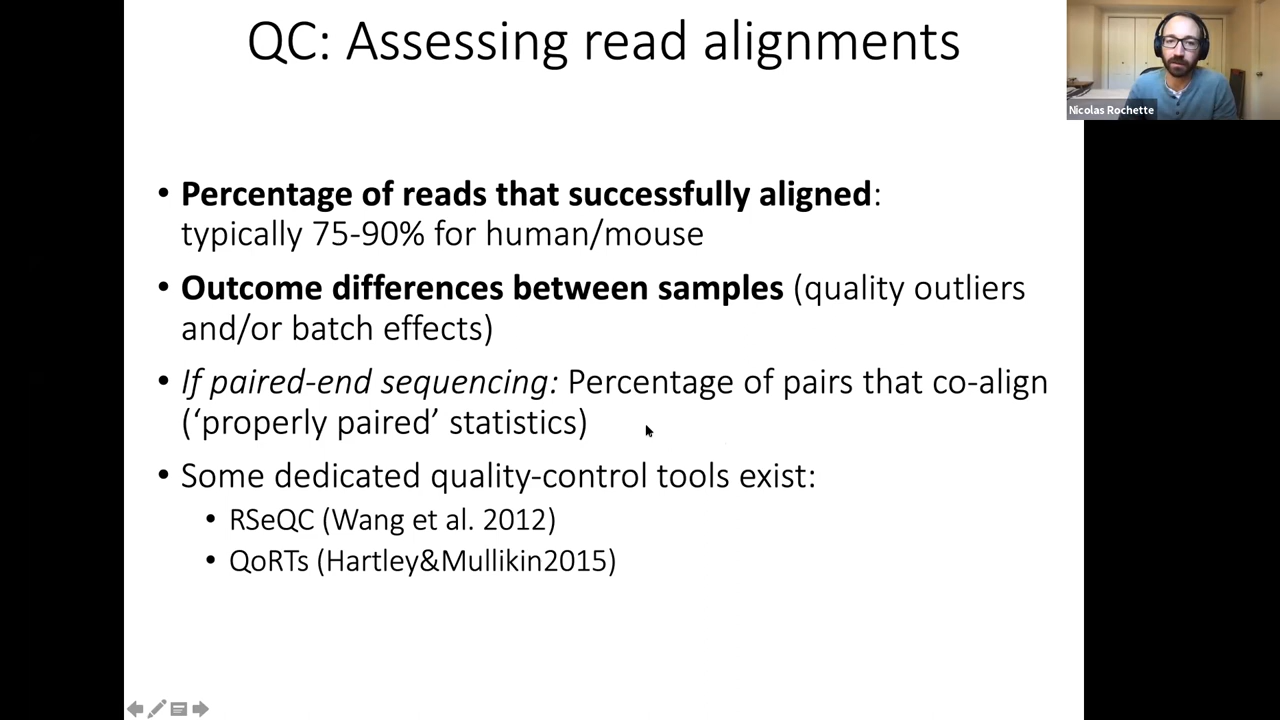 QC: Assessing read alignments
Nicolas Rochette
• Percentage of reads that successfully aligned:
typically 75-90% for human/mouse
• Outcome differences between samples (quality outliers
and/or batch effects)
• If paired-end sequencing: Percentage of pairs that co-align
(‘properly paired’ statistics)
• Some dedicated quality-control tools exist:
• RSeQC (Wang et al. 2012)
• QoRTs (Hartley&Mullikin2015)